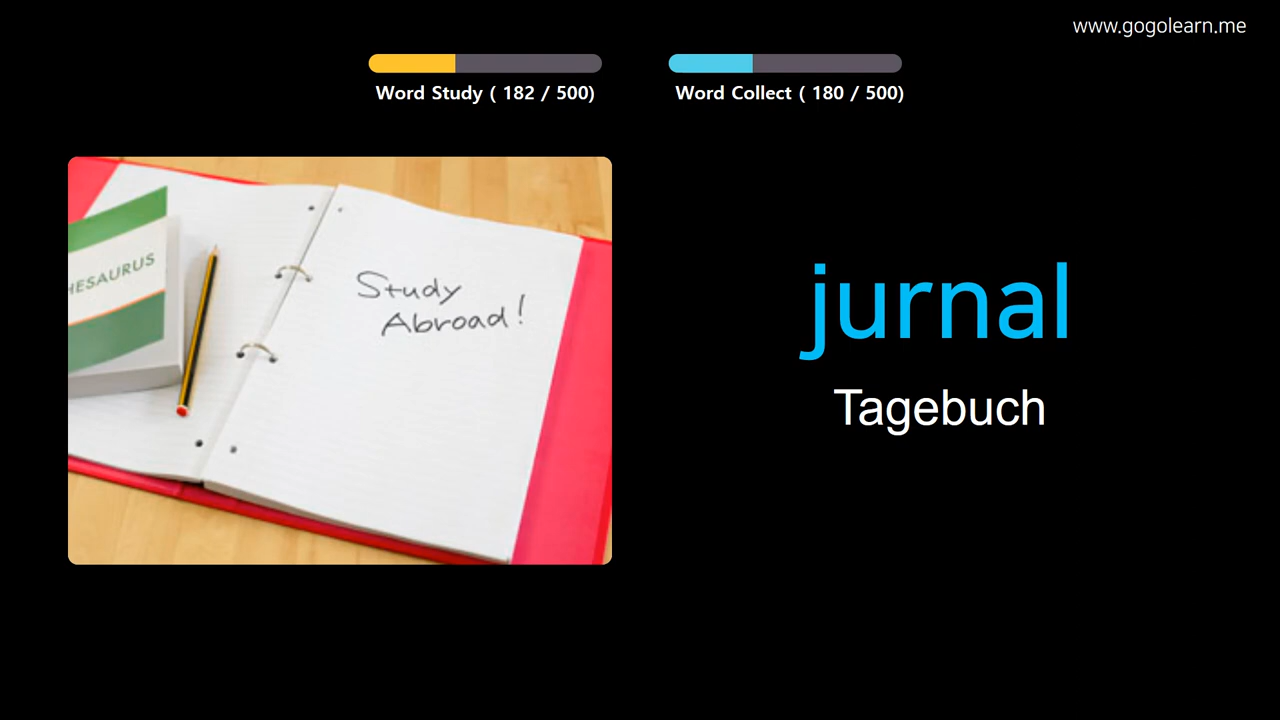 www.gogolearn.me
Word Study ( 182 / 500)
Word Collect ( 180 / 500)
HESAURUS
Study
Abroad!
jurnal
Tagebuch